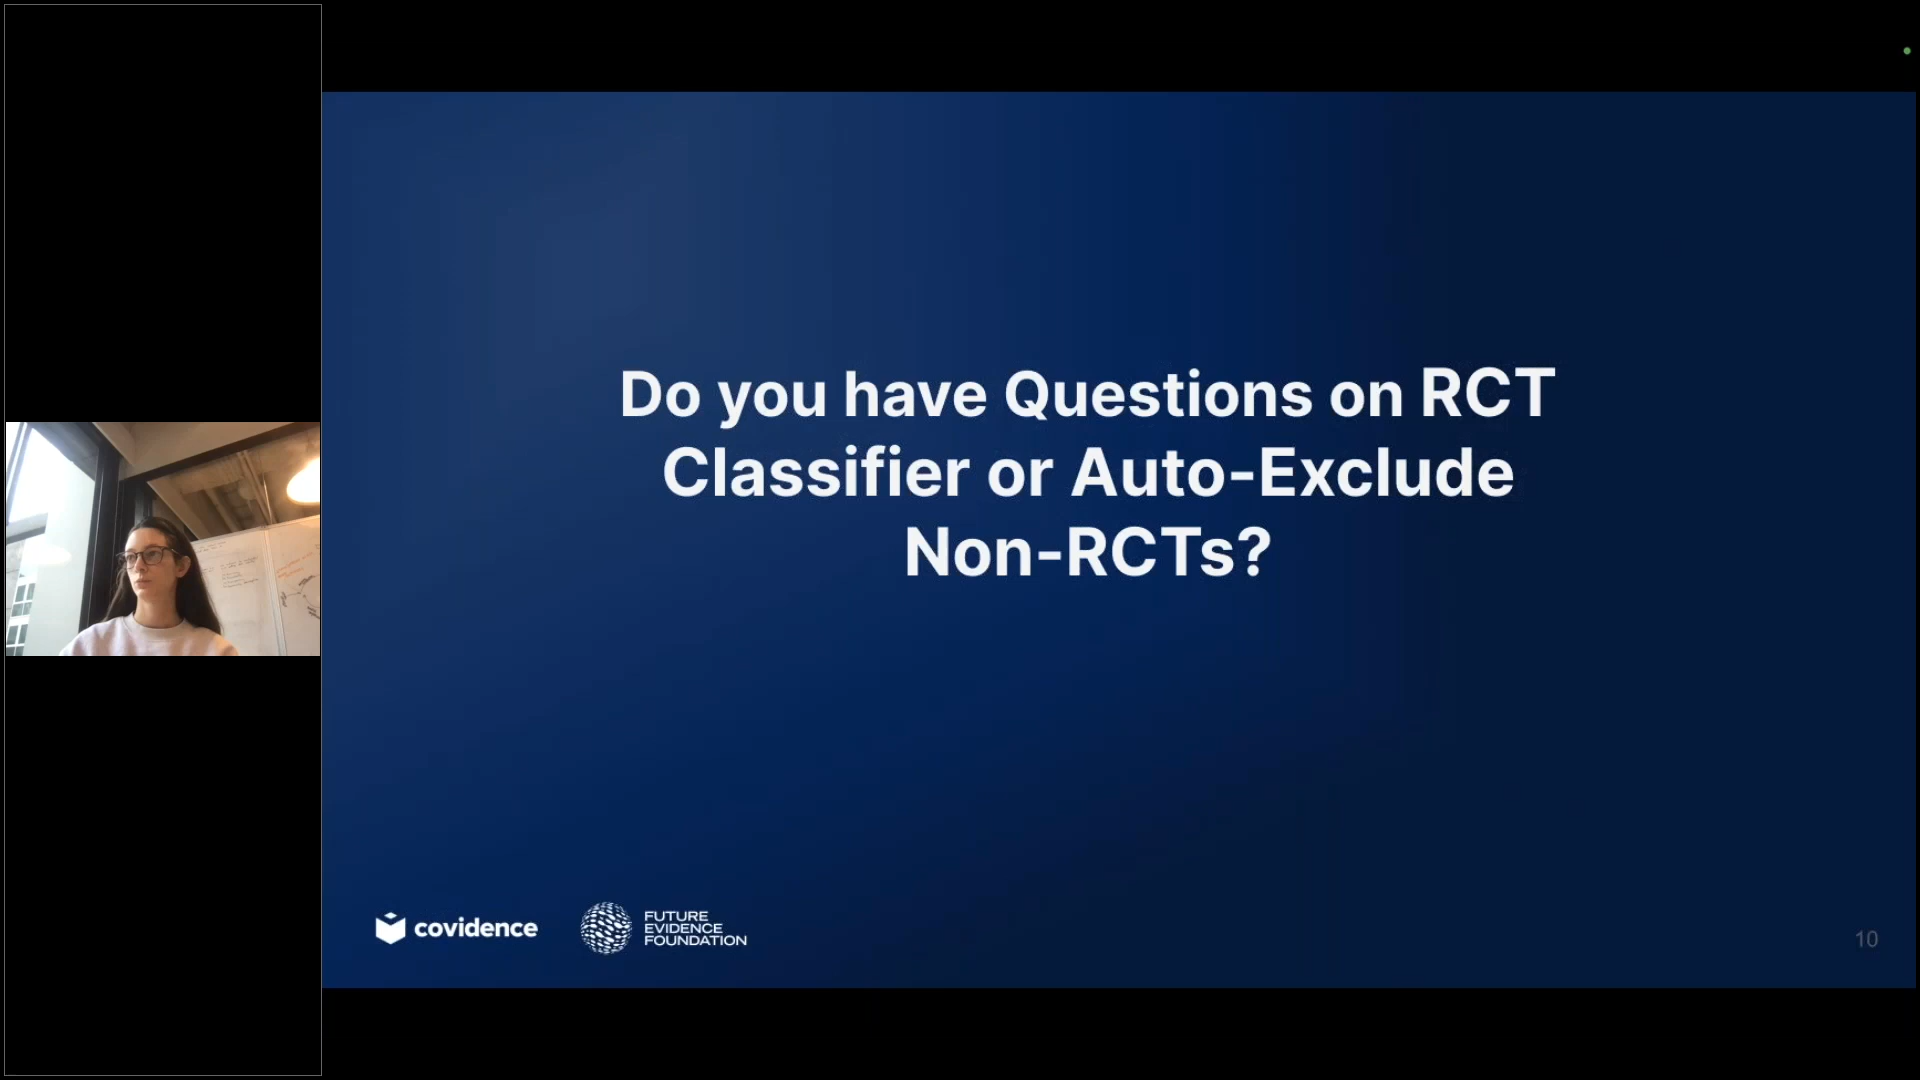 Do you have Questions on RCT
Classifier or Auto-Exclude
Non-RCTs?
covidence
FUTURE
EVIDENCE
FOUNDATION
10